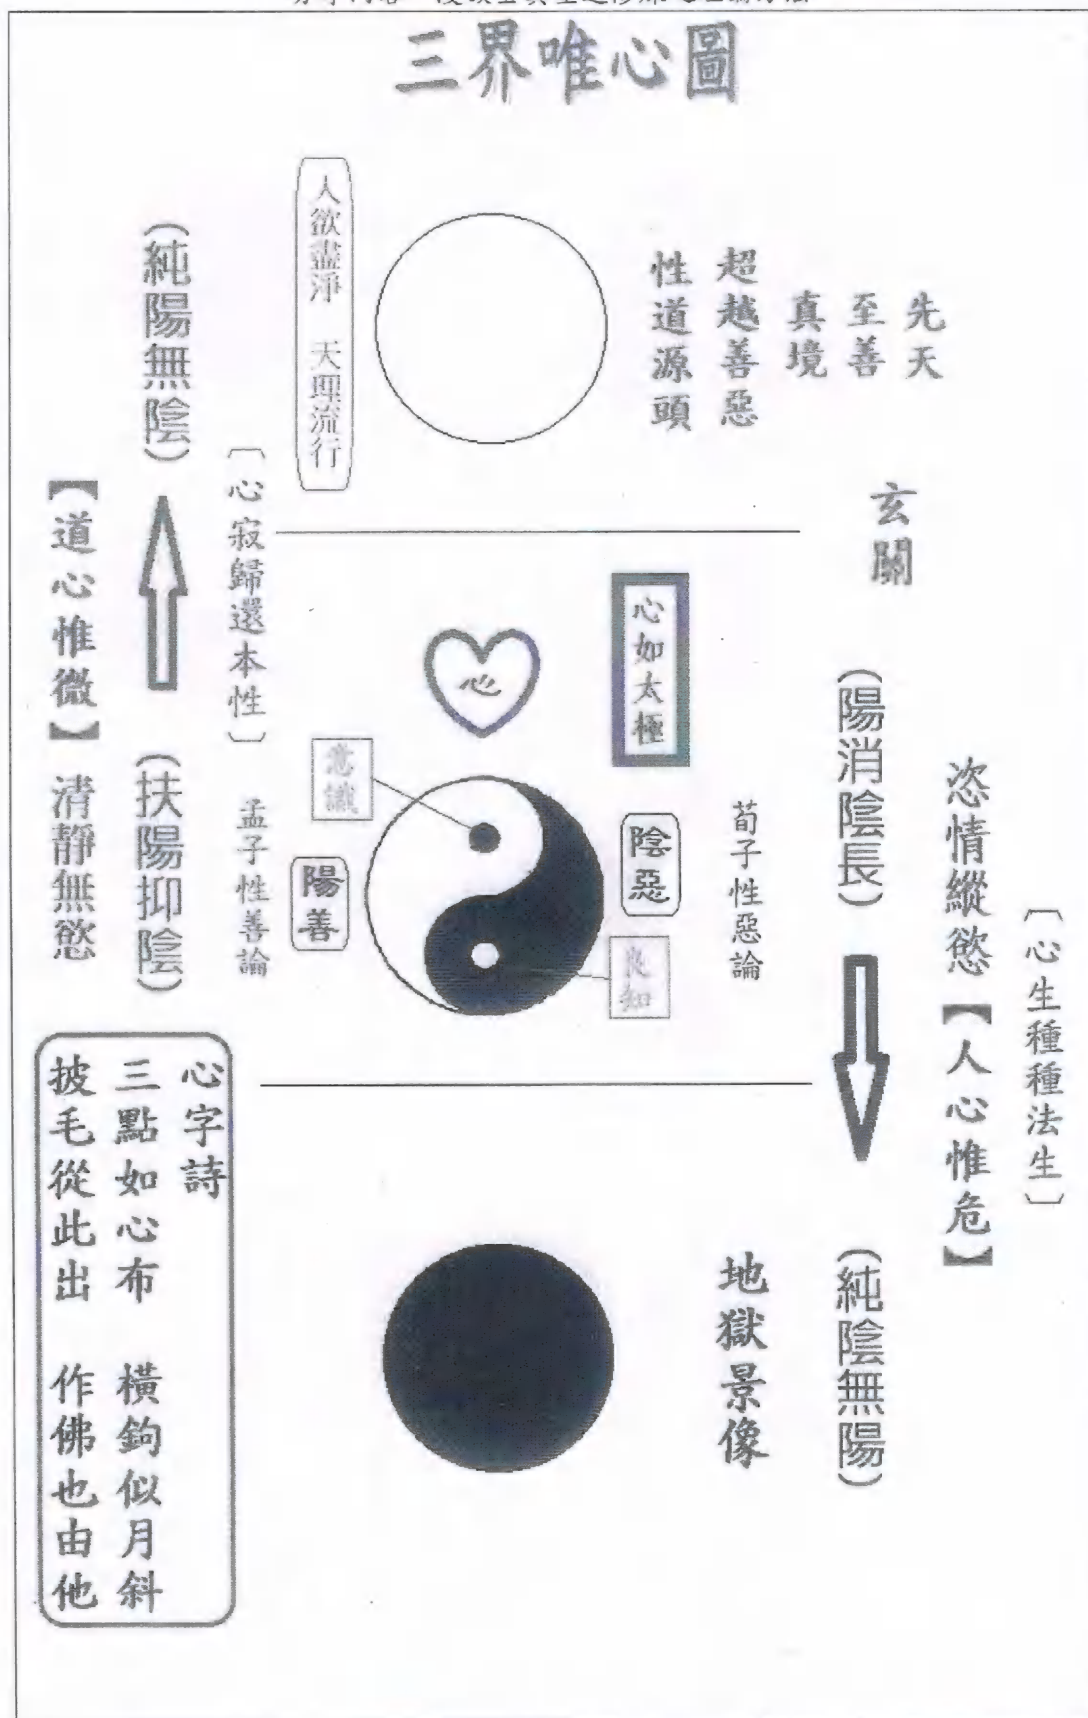 三界唯心圖
先天
至善
真境
超越善惡
性道源頭
人欲盡淨　天理流行
(純陽無陰)
玄關
〔心寂歸還本性〕
【道心惟微】清靜無慾
(扶陽抑陰)
心
心如太極
意識
良知
陰惡
陽善
荀子性惡論
孟子性善論
(陽消陰長)
恣情縱慾【人心惟危】
〔心生種種法生〕
(純陰無陽)
地獄景像
心字詩
三點如心布　橫鉤似月斜
披毛從此出　作佛也由他